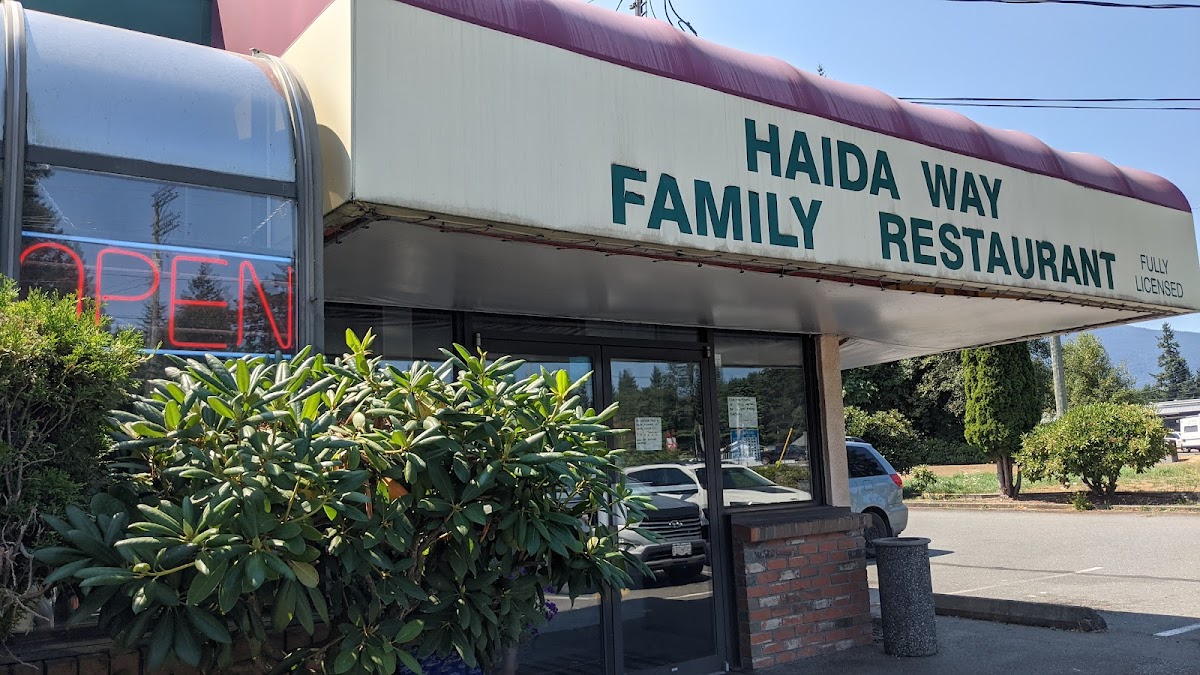 HAIDA WAY
FAMILY RESTAURANT
FULLY
LICENSED
OPEN